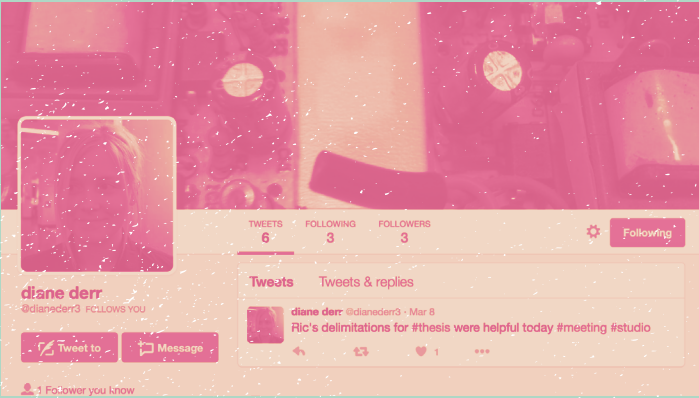 TWEETS
6
FOLLOWING
3
FOLLOWERS
3
Following
diane derr
@dianederr3 FOLLOWS YOU
Tweet to
Message
1 Follower you know
Tweets
Tweets & replies
diane derr @dianederr3 · Mar 8
Ric's delimitations for #thesis were helpful today #meeting #studio
1